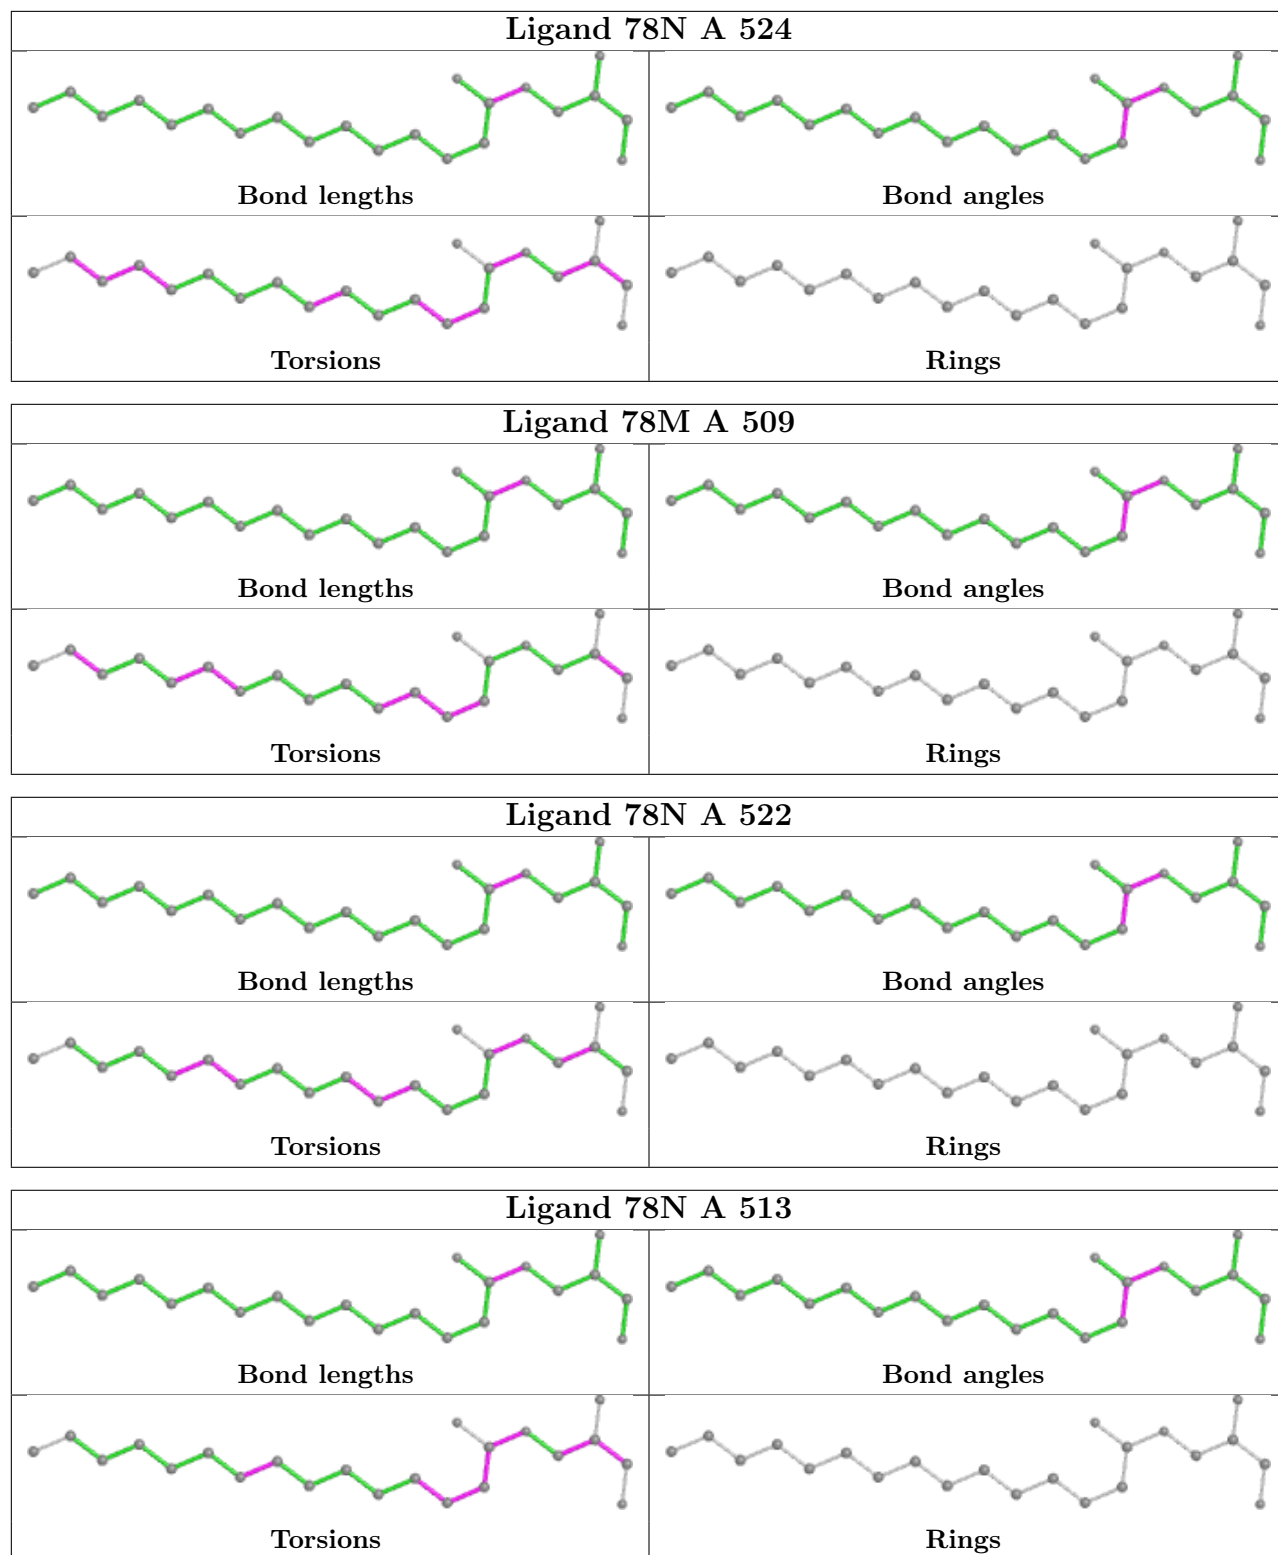 Ligand 78N A 524
Bond lengths
Bond angles
Torsions
Rings
Ligand 78M A 509
Bond lengths
Bond angles
Torsions
Rings
Ligand 78N A 522
Bond lengths
Bond angles
Torsions
Rings
Ligand 78N A 513
Bond lengths
Bond angles
Torsions
Rings